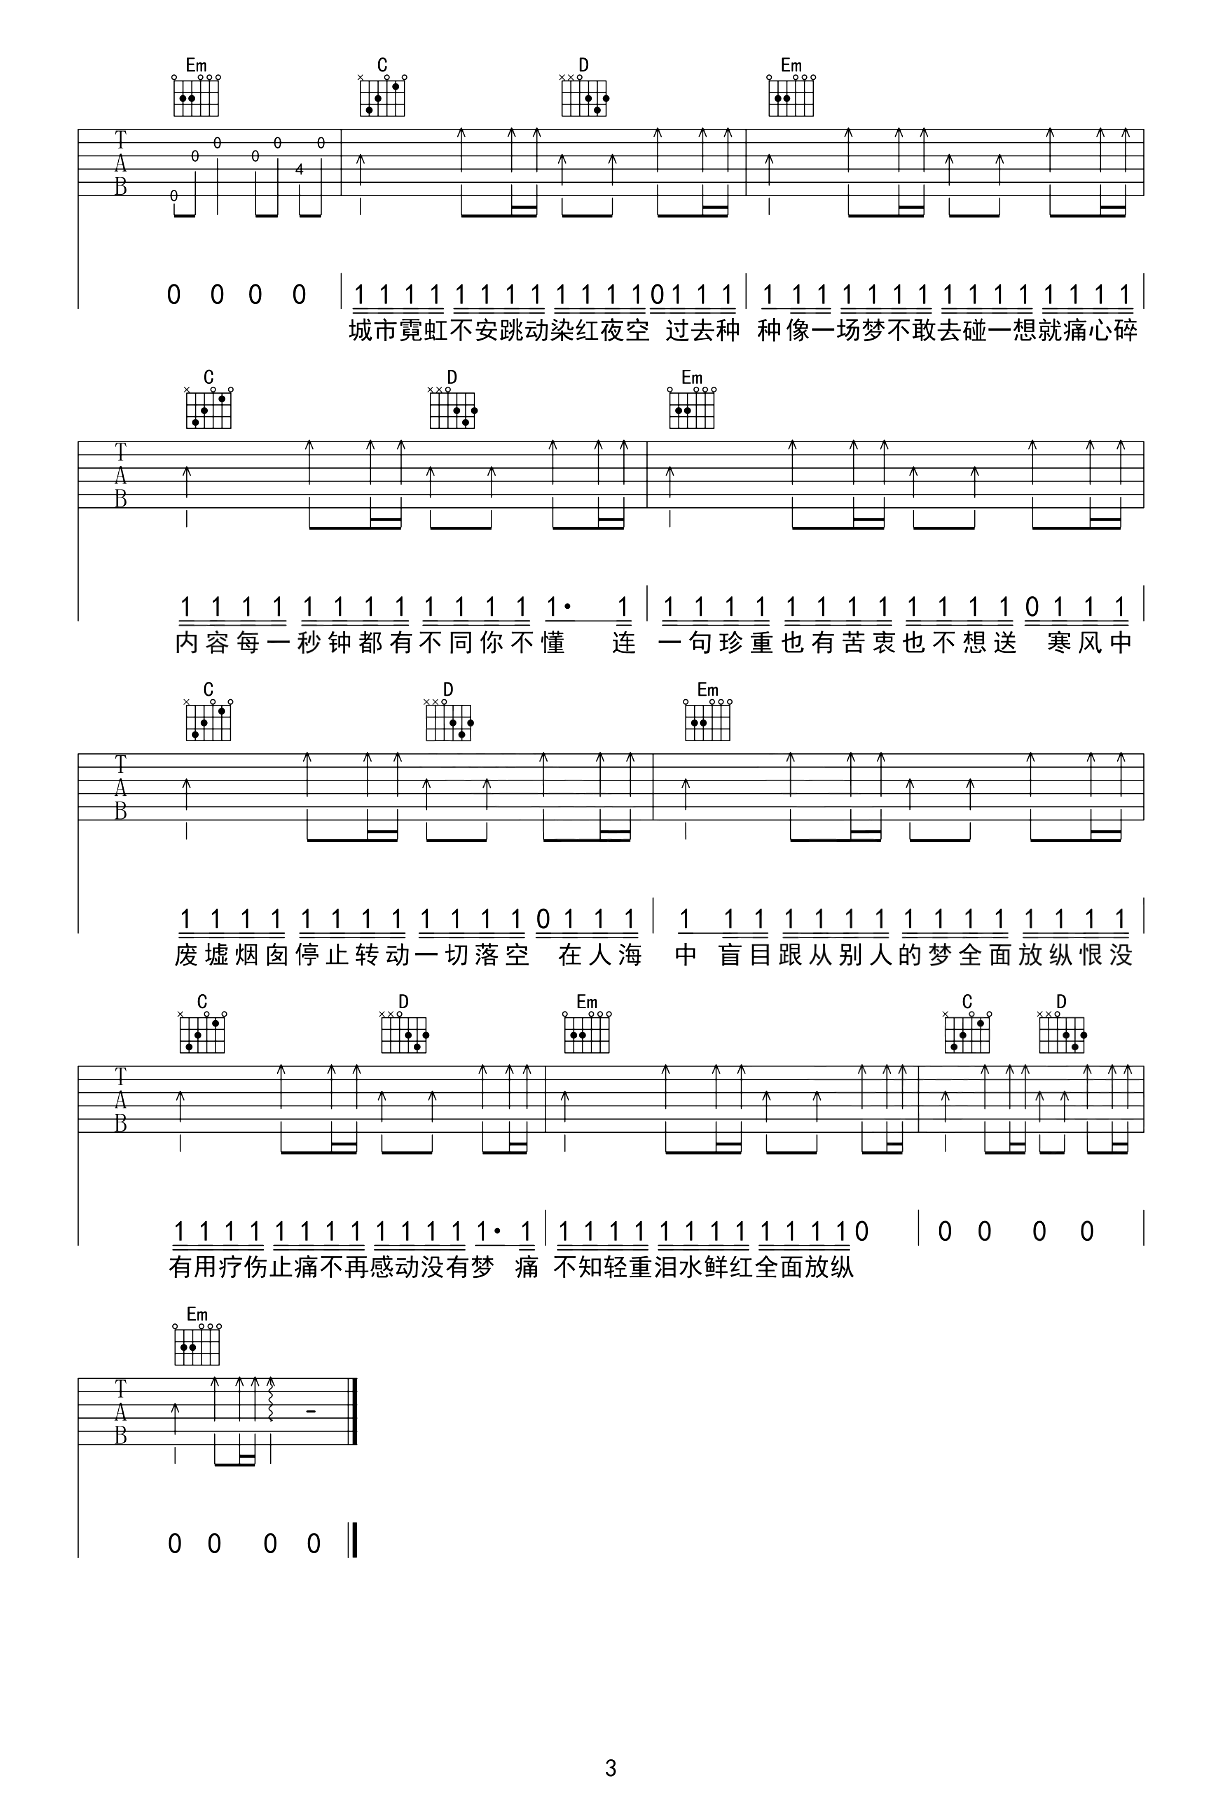 Em C D Em
T
A
B
0 0 0 0 0 4 0
0 0 0 0 1 1 1 1 1 1 1 1 1 1 1 1 0 1 1 1 1 1 1 1 1 1 1 1 1 1 1 1 1 1 1
城市霓虹不安跳动染红夜空 过去种 种像一场梦不敢去碰一想就痛心碎
C D Em
T
A
B
1 1 1 1 1 1 1 1 1 1 1 1 1· 1 1 1 1 1 1 1 1 1 1 1 1 1 0 1 1 1
内容每一秒钟都有不同你不懂 连 一句珍重也有苦衷也不想送 寒风中
C D Em
T
A
B
1 1 1 1 1 1 1 1 1 1 1 1 0 1 1 1 1 1 1 1 1 1 1 1 1 1 1 1 1 1 1
废墟烟囱停止转动一切落空 在人海 中 盲目跟从别人的梦全面放纵恨没
C D Em C D
T
A
B
1 1 1 1 1 1 1 1 1 1 1 1 1· 1 1 1 1 1 1 1 1 1 1 1 1 1 0 0 0 0 0
有用疗伤止痛不再感动没有梦 痛 不知轻重泪水鲜红全面放纵
Em
T
A
B
0 0 0 0
3